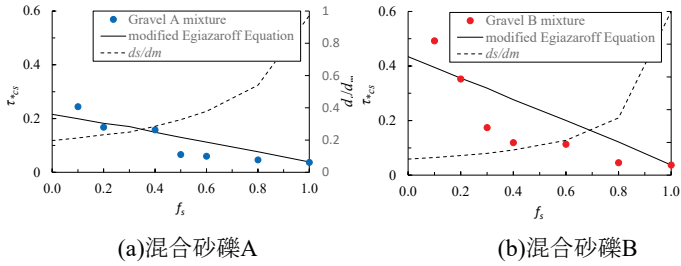 0.6
0.4
0.2
0
τ*cs
Gravel A mixture
modified Egiazaroff Equation
ds/dm
1
0.8
0.6
0.4
0.2
0
ds/dm
0.0 0.2 0.4 0.6 0.8 1.0
fs
(a)混合砂礫A
0.6
0.4
0.2
0
τ*cs
Gravel B mixture
modified Egiazaroff Equation
ds/dm
0.0 0.2 0.4 0.6 0.8 1.0
fs
(b)混合砂礫B